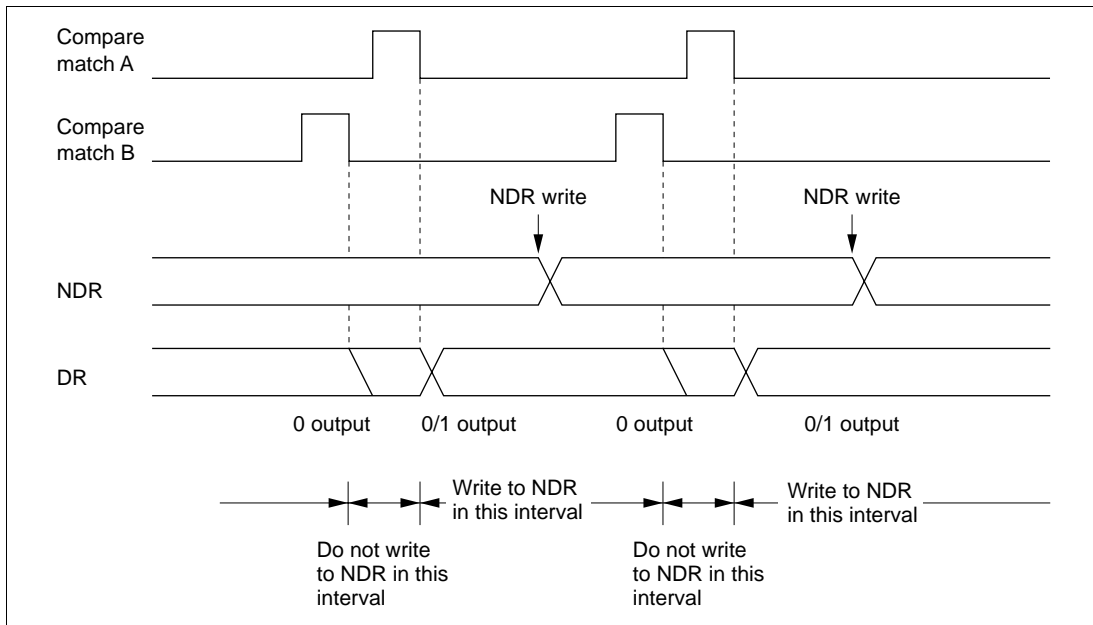 Compare
match A
Compare
match B
NDR write
NDR write
NDR
DR
0 output
0/1 output
0 output
0/1 output
Write to NDR
in this interval
Write to NDR
in this interval
Do not write
to NDR in this
interval
Do not write
to NDR in this
interval